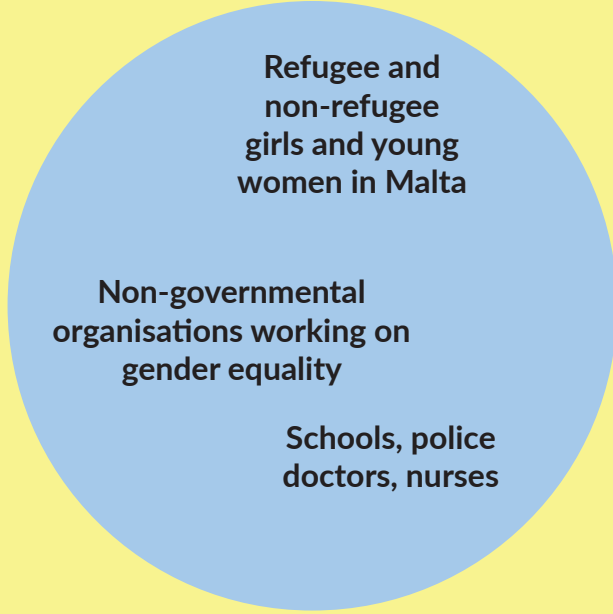 Refugee and
non-refugee
girls and young
women in Malta
Non-governmental
organisations working on
gender equality
Schools, police
doctors, nurses